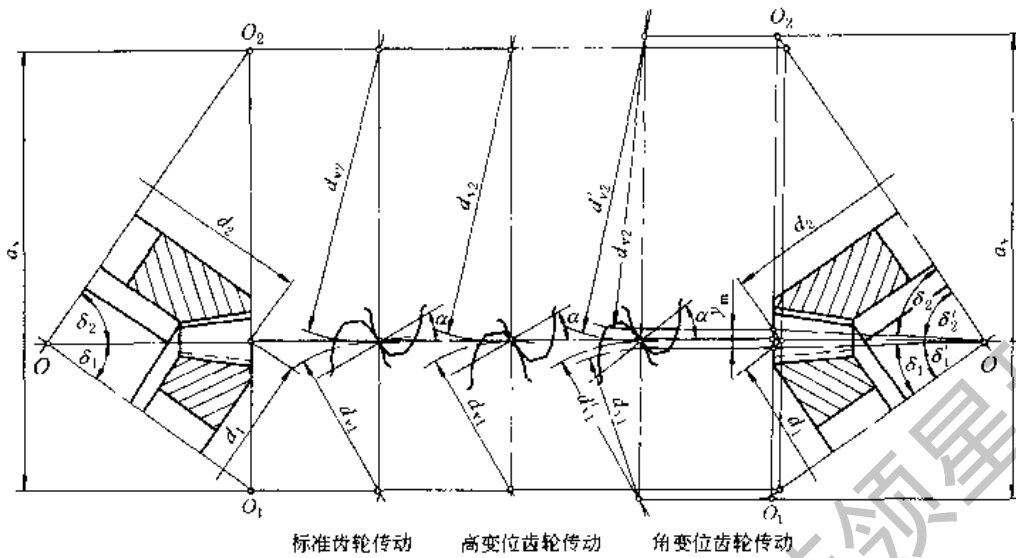 O₂
O₂
d_v2
d_v2
d'_v2
d_v2
d₂
d₂
δ₂
δ₁
O
α
α
α'
y_m
δ₂
δ'₂
δ₁
δ'₁
O
d₁
d_v1
d_v1
d'_v1
d₁
O₁
O₁
标准齿轮传动 高变位齿轮传动 角变位齿轮传动